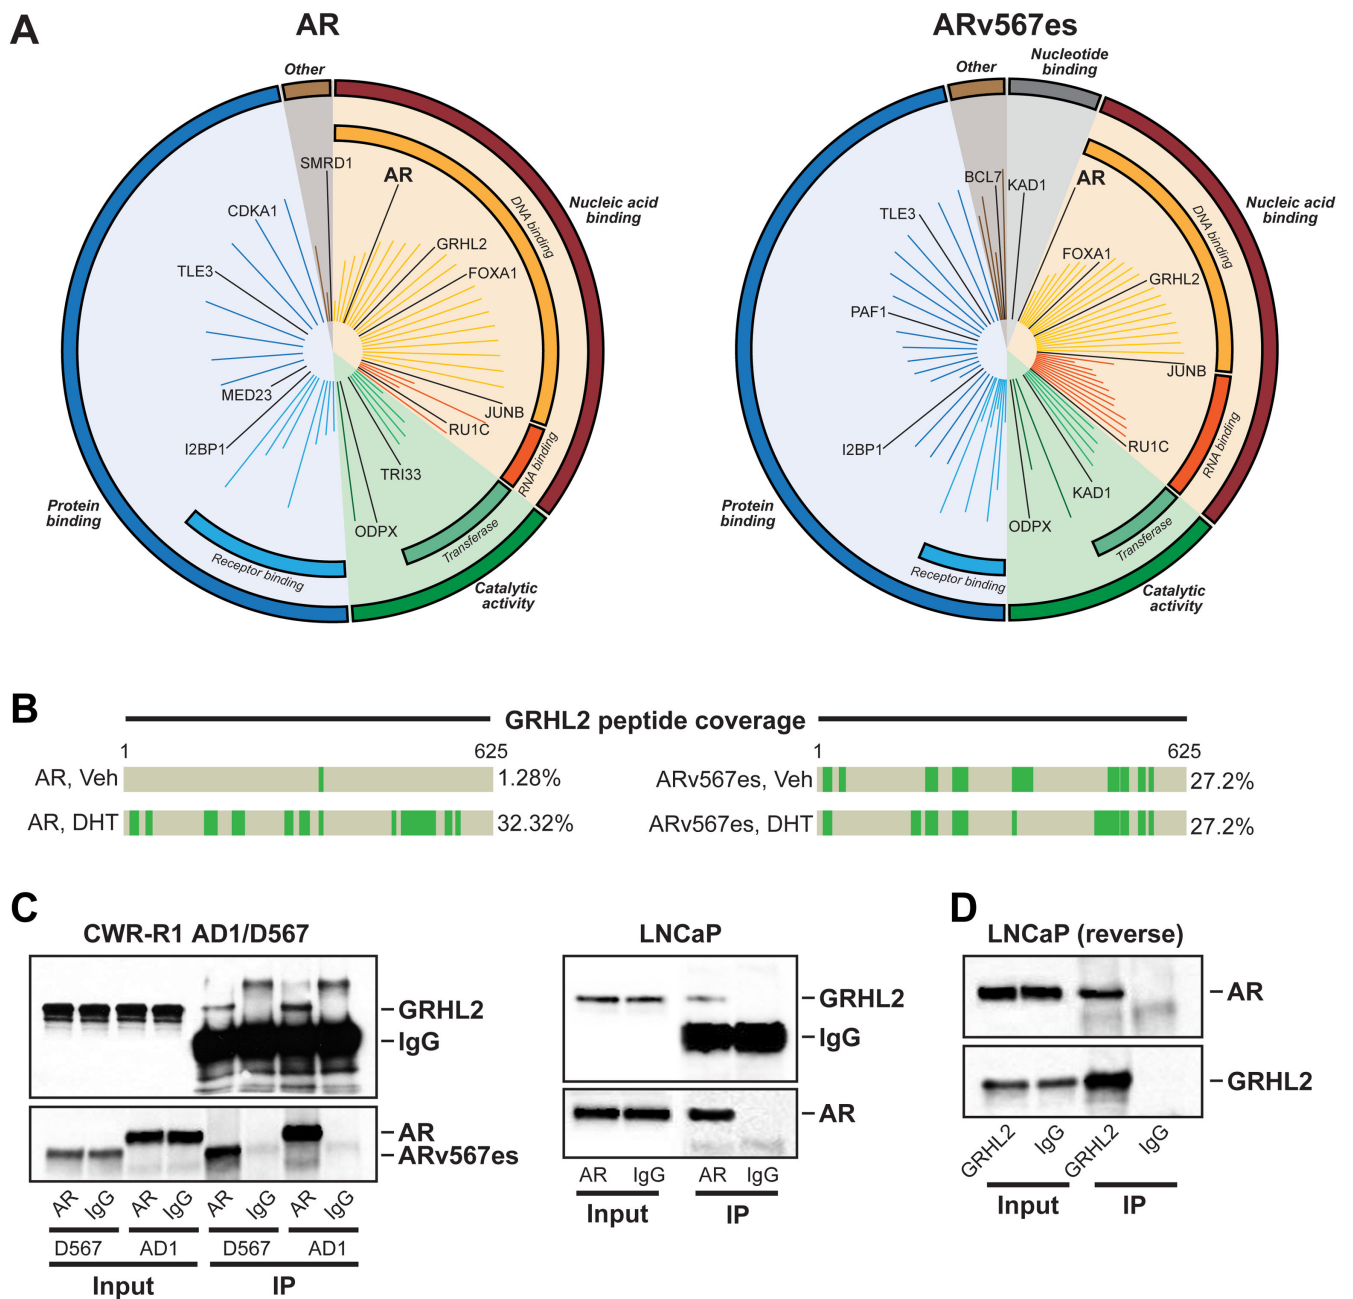 A
AR
Other
SMRD1
AR
CDKA1
GRHL2
FOXA1
TLE3
MED23
I2BP1
JUNB
RU1C
TRI33
ODPX
DNA binding
RNA binding
Nucleic acid
binding
Transferase
Catalytic
activity
Receptor binding
Protein
binding
ARv567es
Other
Nucleotide
binding
BCL7
KAD1
AR
TLE3
FOXA1
GRHL2
PAF1
JUNB
I2BP1
RU1C
KAD1
ODPX
DNA binding
RNA binding
Nucleic acid
binding
Transferase
Catalytic
activity
Receptor binding
Protein
binding
B
GRHL2 peptide coverage
1 625 1 625
AR, Veh 1.28% ARv567es, Veh 27.2%
AR, DHT 32.32% ARv567es, DHT 27.2%
C
CWR-R1 AD1/D567
GRHL2
IgG
AR
ARv567es
AR IgG AR IgG AR IgG AR IgG
D567 AD1 D567 AD1
Input IP
LNCaP
GRHL2
IgG
AR
AR IgG AR IgG
Input IP
D
LNCaP (reverse)
AR
GRHL2
GRHL2 IgG GRHL2 IgG
Input IP